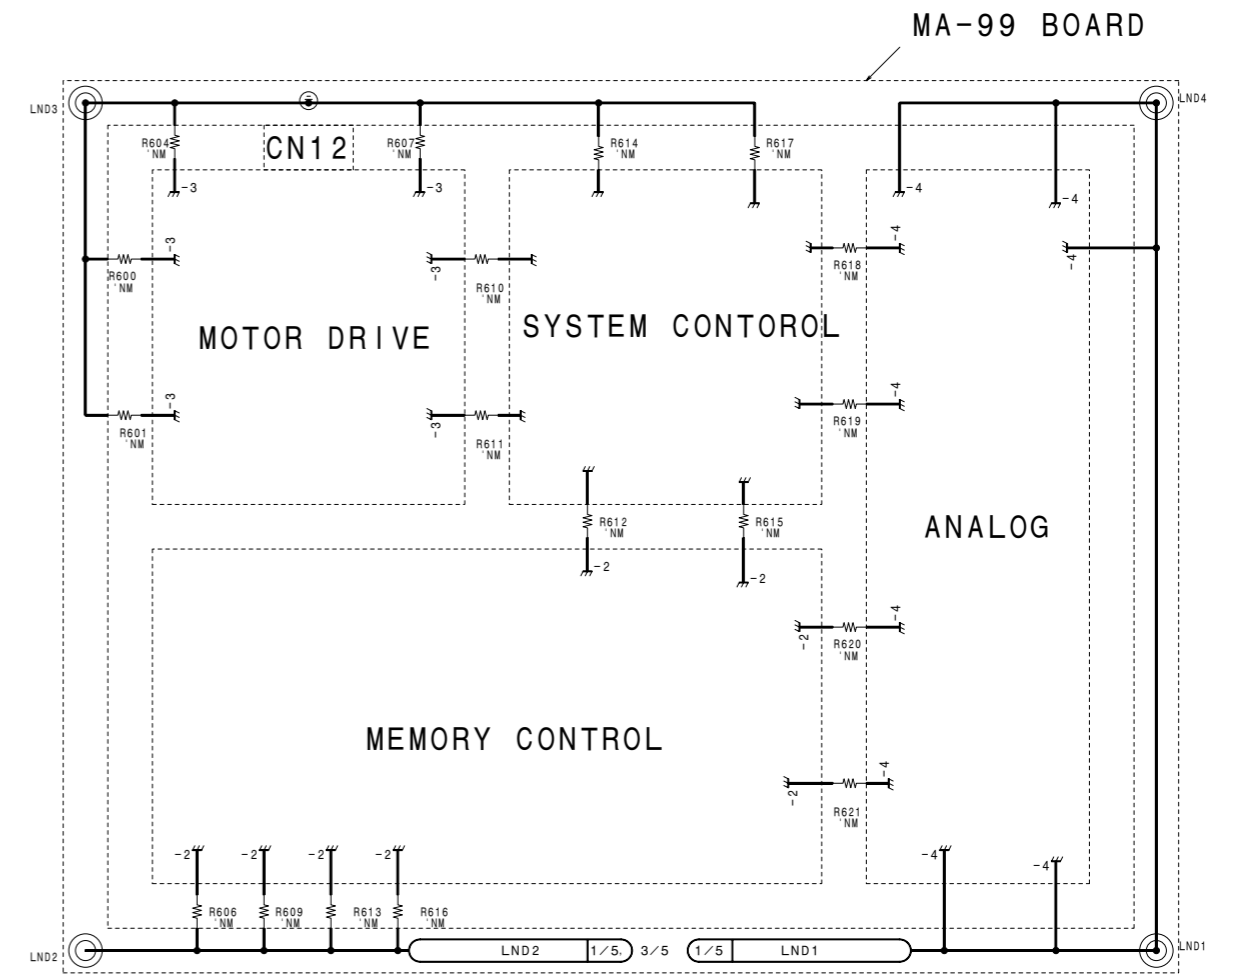 MA-99 BOARD
LND3
LND4
R604
'NM
CN12
R607
'NM
R614
'NM
R617
'NM
-3
-3
-4
-4
-3
R600
'NM
-3
R610
'NM
-4
R618
'NM
-4
MOTOR DRIVE
SYSTEM CONTOROL
-3
R601
'NM
-3
R611
'NM
-4
R619
'NM
R612
'NM
R615
'NM
ANALOG
-2
-2
-4
-2
R620
'NM
MEMORY CONTROL
-4
-2
R621
'NM
-2
-2
-2
-2
-4
-4
R606
'NM
R609
'NM
R613
'NM
R616
'NM
LND2
LND2 1/5, 3/5 1/5 LND1
LND1